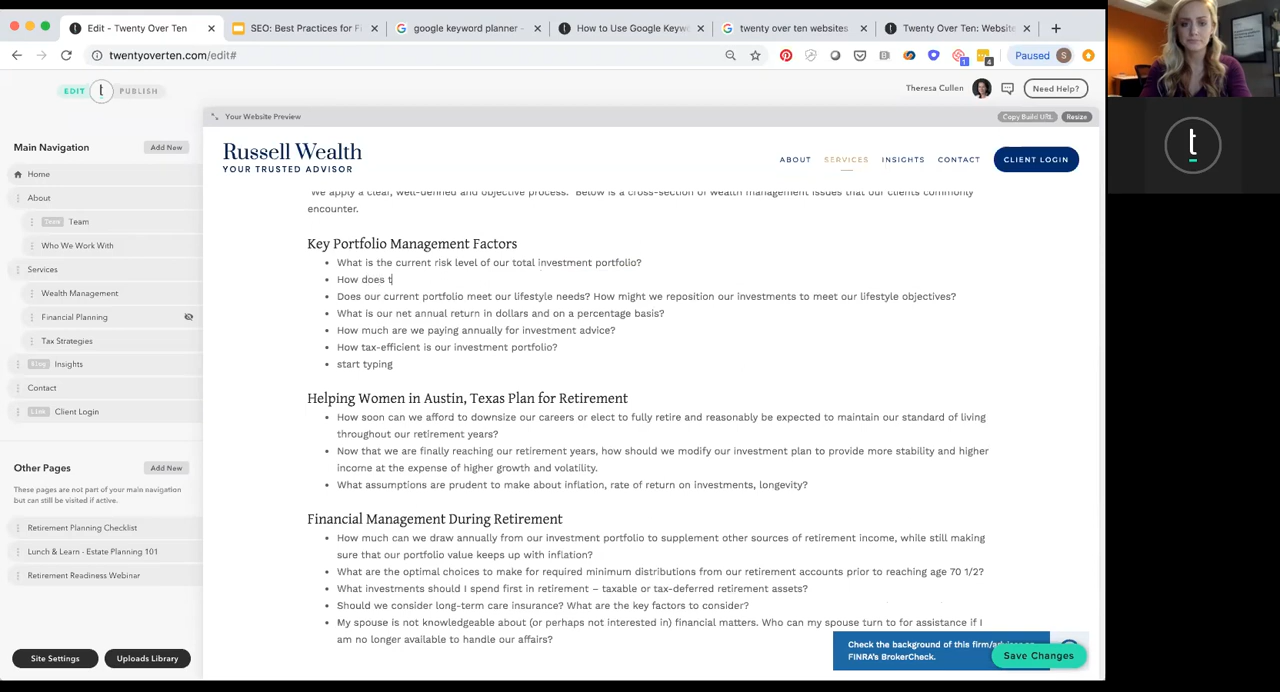 Edit - Twenty Over Ten
SEO: Best Practices for Fi
google keyword planner -
How to Use Google Keyw
twenty over ten websites
Twenty Over Ten: Website
twentyoverten.com/edit#
1
4
Paused
S
EDIT
t
PUBLISH
Theresa Cullen
Need Help?
Main Navigation
Add New
Home
About
Team
Team
Who We Work With
Services
Wealth Management
Financial Planning
Tax Strategies
Blog
Insights
Contact
Link
Client Login
Other Pages
Add New
These pages are not part of your main navigation
but can still be visited if active.
Retirement Planning Checklist
Lunch & Learn - Estate Planning 101
Retirement Readiness Webinar
Site Settings
Uploads Library
Your Website Preview
Copy Build URL
Resize
Russell Wealth
YOUR TRUSTED ADVISOR
ABOUT
SERVICES
INSIGHTS
CONTACT
CLIENT LOGIN
We apply a clear, well-defined and objective process. Below is a cross-section of wealth management issues that our clients commonly
encounter.
Key Portfolio Management Factors
What is the current risk level of our total investment portfolio?
How does t
Does our current portfolio meet our lifestyle needs? How might we reposition our investments to meet our lifestyle objectives?
What is our net annual return in dollars and on a percentage basis?
How much are we paying annually for investment advice?
How tax-efficient is our investment portfolio?
start typing
Helping Women in Austin, Texas Plan for Retirement
How soon can we afford to downsize our careers or elect to fully retire and reasonably be expected to maintain our standard of living
throughout our retirement years?
Now that we are finally reaching our retirement years, how should we modify our investment plan to provide more stability and higher
income at the expense of higher growth and volatility.
What assumptions are prudent to make about inflation, rate of return on investments, longevity?
Financial Management During Retirement
How much can we draw annually from our investment portfolio to supplement other sources of retirement income, while still making
sure that our portfolio value keeps up with inflation?
What are the optimal choices to make for required minimum distributions from our retirement accounts prior to reaching age 70 1/2?
What investments should I spend first in retirement – taxable or tax-deferred retirement assets?
Should we consider long-term care insurance? What are the key factors to consider?
My spouse is not knowledgeable about (or perhaps not interested in) financial matters. Who can my spouse turn to for assistance if I
am no longer available to handle our affairs?
Check the background of this firm/
FINRA's BrokerCheck.
Save Changes
t